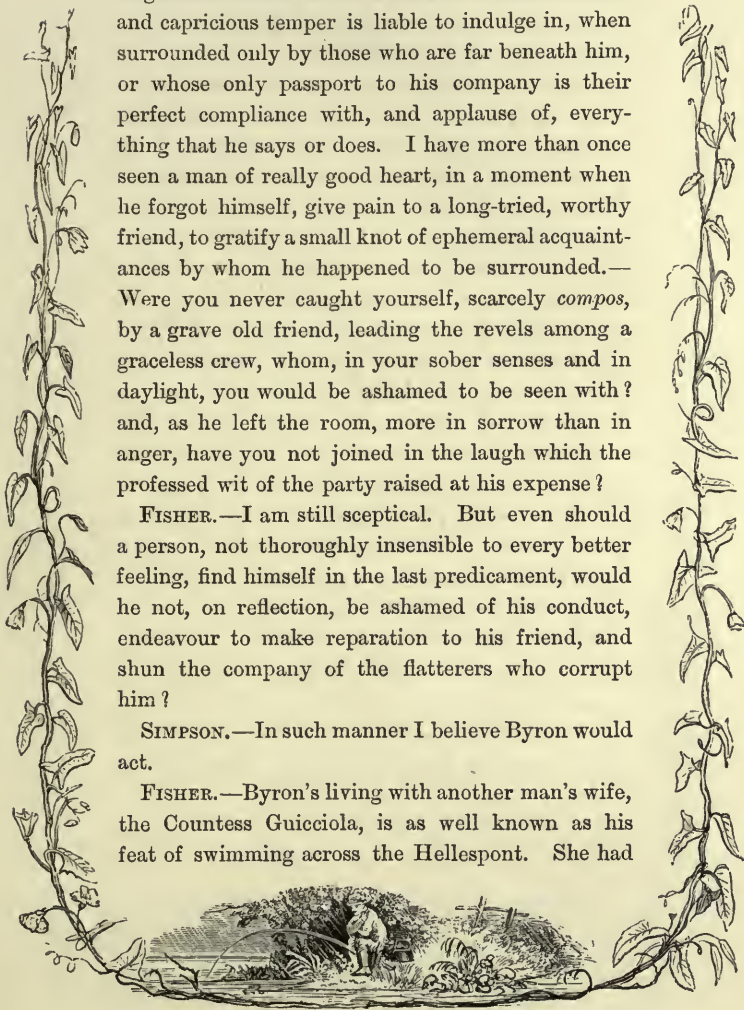 and capricious temper is liable to indulge in, when
surrounded only by those who are far beneath him,
or whose only passport to his company is their
perfect compliance with, and applause of, every-
thing that he says or does. I have more than once
seen a man of really good heart, in a moment when
he forgot himself, give pain to a long-tried, worthy
friend, to gratify a small knot of ephemeral acquaint-
ances by whom he happened to be surrounded.—
Were you never caught yourself, scarcely compos,
by a grave old friend, leading the revels among a
graceless crew, whom, in your sober senses and in
daylight, you would be ashamed to be seen with?
and, as he left the room, more in sorrow than in
anger, have you not joined in the laugh which the
professed wit of the party raised at his expense?
FISHER.—I am still sceptical. But even should
a person, not thoroughly insensible to every better
feeling, find himself in the last predicament, would
he not, on reflection, be ashamed of his conduct,
endeavour to make reparation to his friend, and
shun the company of the flatterers who corrupt
him?
SIMPSON.—In such manner I believe Byron would
act.
FISHER.—Byron's living with another man's wife,
the Countess Guicciola, is as well known as his
feat of swimming across the Hellespont. She had